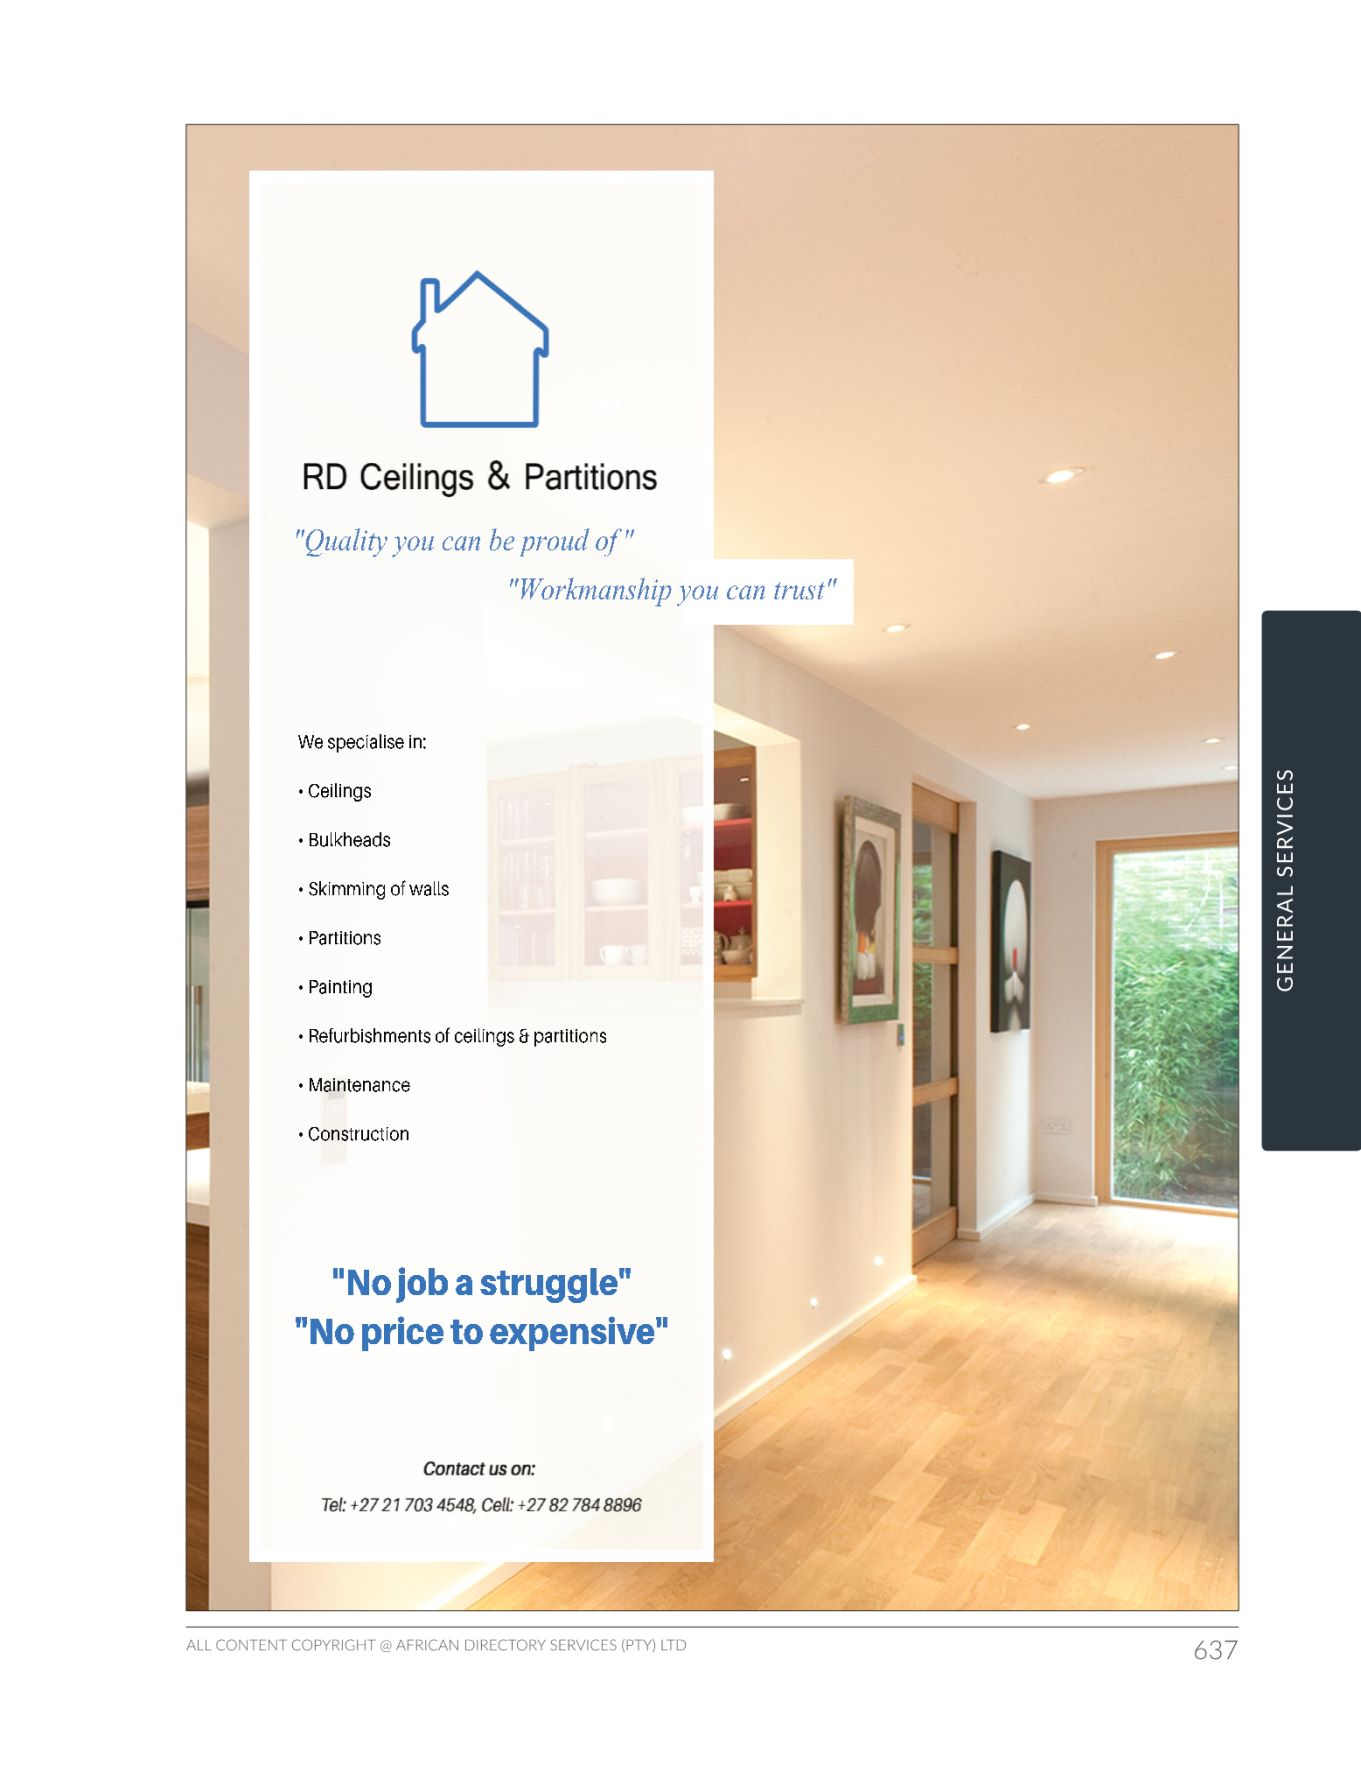 RD Ceilings & Partitions
"Quality you can be proud of"
"Workmanship you can trust"
We specialise in:
• Ceilings
• Bulkheads
• Skimming of walls
• Partitions
• Painting
• Refurbishments of ceilings & partitions
• Maintenance
• Construction
"No job a struggle"
"No price to expensive"
Contact us on:
Tel: +27 21 703 4548, Cell: +27 82 784 8896
GENERAL SERVICES
ALL CONTENT COPYRIGHT @ AFRICAN DIRECTORY SERVICES (PTY) LTD
637